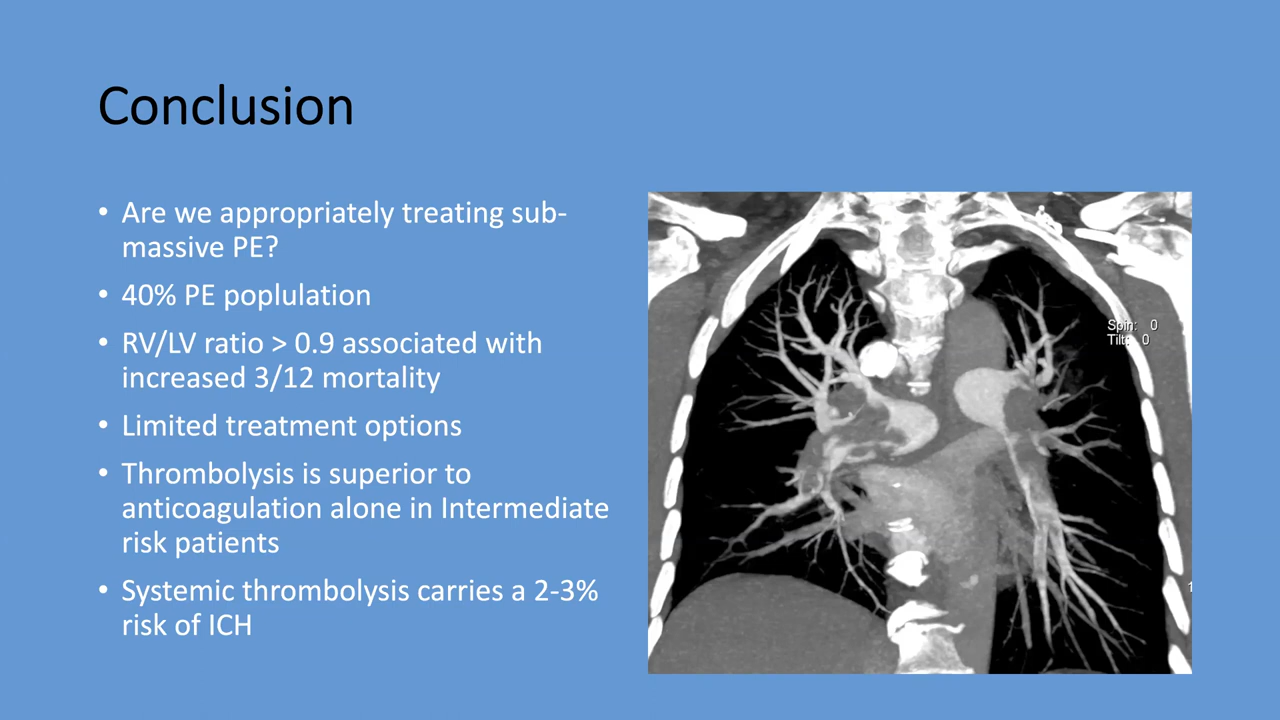 Conclusion
• Are we appropriately treating sub-
massive PE?
• 40% PE poplulation
• RV/LV ratio > 0.9 associated with
increased 3/12 mortality
• Limited treatment options
• Thrombolysis is superior to
anticoagulation alone in Intermediate
risk patients
• Systemic thrombolysis carries a 2-3%
risk of ICH
Spin: 0
Tilt: 0
1